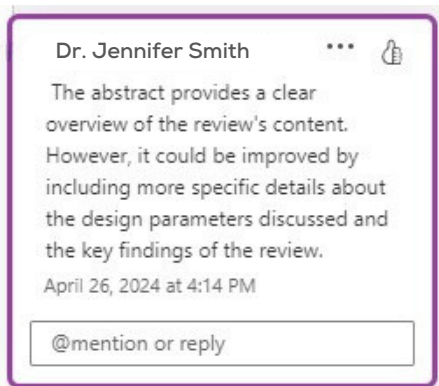 Dr. Jennifer Smith
The abstract provides a clear
overview of the review's content.
However, it could be improved by
including more specific details about
the design parameters discussed and
the key findings of the review.
April 26, 2024 at 4:14 PM
@mention or reply